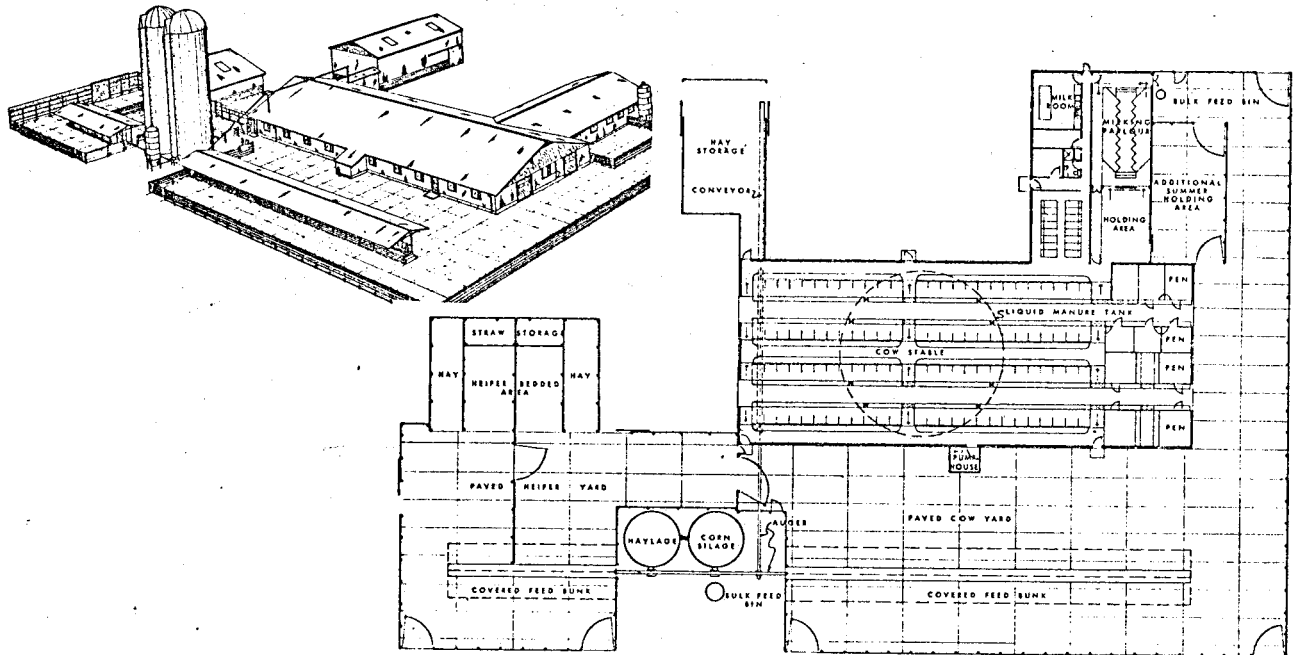 MILK
ROOM
MILKING
PARLOUR
BULK FEED BIN
HAY
STORAGE
CONVEYOR
ADDITIONAL
SUMMER
HOLDING
AREA
HOLDING
AREA
PEN
LIQUID MANURE TANK
COW STABLE
PEN
PEN
PEN
STRAW STORAGE
HAY
HEIFER BEDDED
AREA
HAY
PUMP
HOUSE
PAVED HEIFER YARD
PAVED COW YARD
AUGER
HAYLAGE
CORN
SILAGE
COVERED FEED BUNK
BULK FEED
BIN
COVERED FEED BUNK